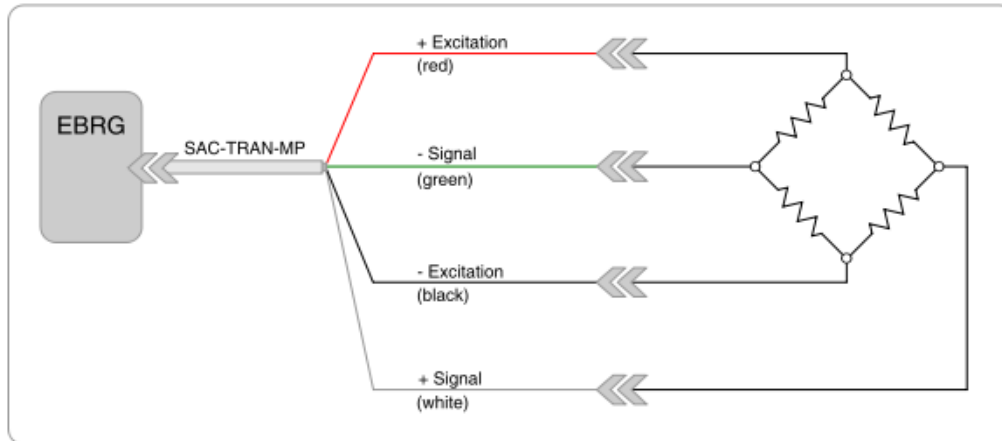 + Excitation
(red)
EBRG
SAC-TRAN-MP
- Signal
(green)
- Excitation
(black)
+ Signal
(white)